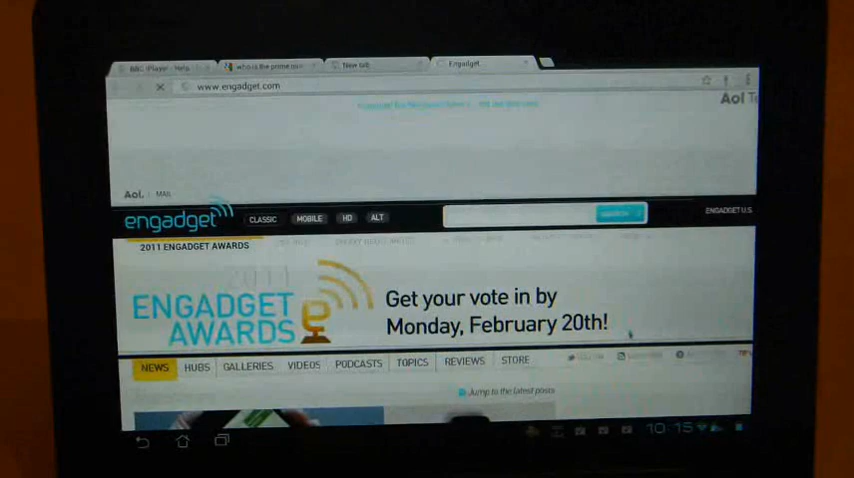 BBC iPlayer - Help
who is the prime min
New tab
Engadget
www.engadget.com
Aol
Aol. MAIL
engadget CLASSIC MOBILE HD ALT
SEARCH
ENGADGET U.S.
2011 ENGADGET AWARDS
2011
ENGADGET
AWARDS
Get your vote in by
Monday, February 20th!
NEWS HUBS GALLERIES VIDEOS PODCASTS TOPICS REVIEWS STORE
Jump to the latest posts
10:15